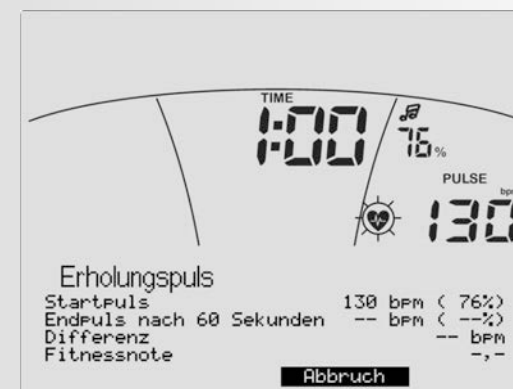 TIME
1:00
76%
PULSE
130
Erholungspuls
Startpuls 130 bpm ( 76%)
Endpuls nach 60 Sekunden -- bpm ( --%)
Differenz -- bpm
Fitnessnote -,-
Abbruch